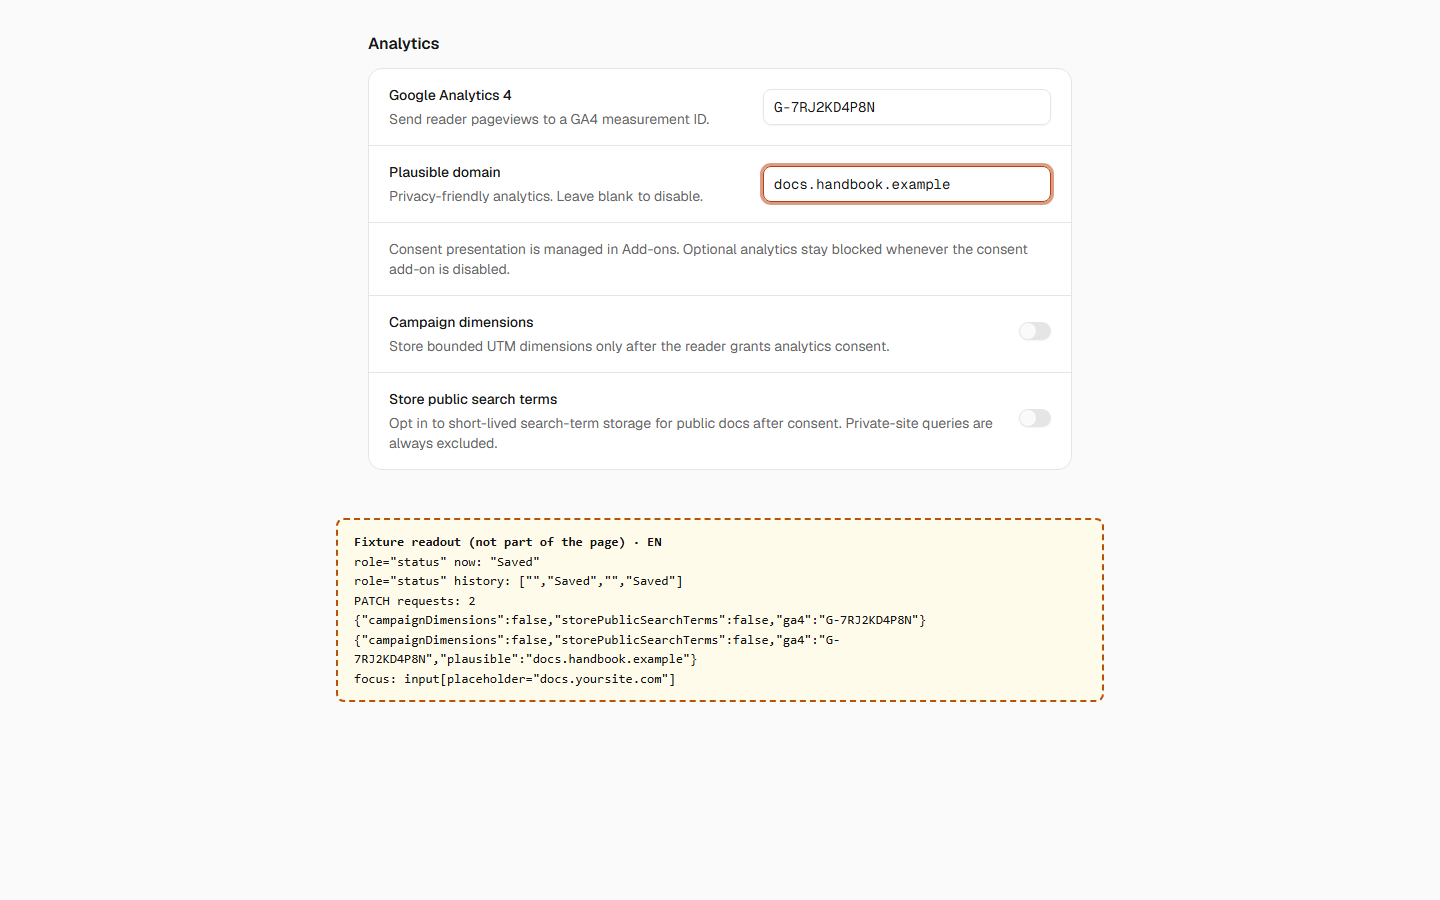 Analytics
Google Analytics 4
Send reader pageviews to a GA4 measurement ID.
G-7RJ2KD4P8N
Plausible domain
Privacy-friendly analytics. Leave blank to disable.
docs.handbook.example
Consent presentation is managed in Add-ons. Optional analytics stay blocked whenever the consent
add-on is disabled.
Campaign dimensions
Store bounded UTM dimensions only after the reader grants analytics consent.
Store public search terms
Opt in to short-lived search-term storage for public docs after consent. Private-site queries are
always excluded.
Fixture readout (not part of the page) · EN
role="status" now: "Saved"
role="status" history: ["","Saved","","Saved"]
PATCH requests: 2
{"campaignDimensions":false,"storePublicSearchTerms":false,"ga4":"G-7RJ2KD4P8N"}
{"campaignDimensions":false,"storePublicSearchTerms":false,"ga4":"G-
7RJ2KD4P8N","plausible":"docs.handbook.example"}
focus: input[placeholder="docs.yoursite.com"]